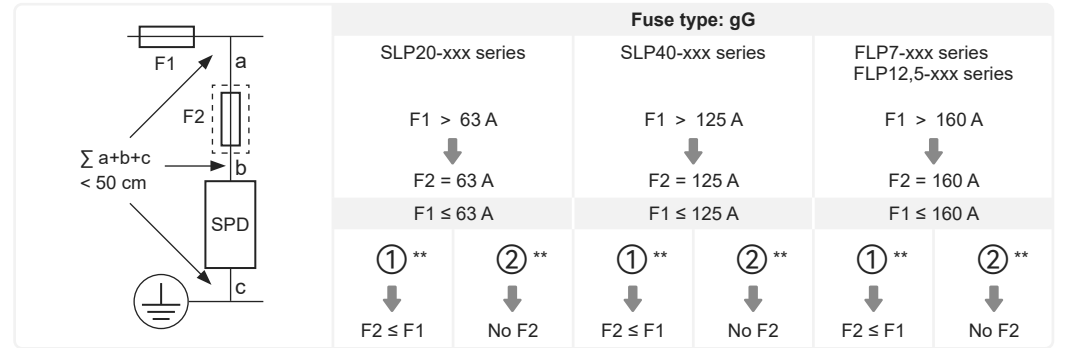 F1
a
F2
∑ a+b+c
< 50 cm
b
SPD
c
Fuse type: gG
SLP20-xxx series
SLP40-xxx series
FLP7-xxx series
FLP12,5-xxx series
F1 > 63 A
F1 > 125 A
F1 > 160 A
F2 = 63 A
F2 = 125 A
F2 = 160 A
F1 ≤ 63 A
F1 ≤ 125 A
F1 ≤ 160 A
① **
② **
① **
② **
① **
② **
F2 ≤ F1
No F2
F2 ≤ F1
No F2
F2 ≤ F1
No F2